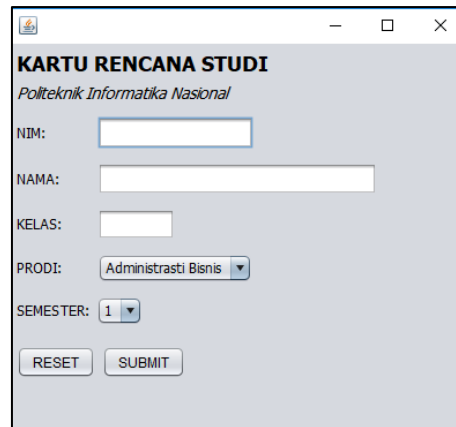 KARTU RENCANA STUDI
Politeknik Informatika Nasional
NIM:
NAMA:
KELAS:
PRODI: Administrasti Bisnis
SEMESTER: 1
RESET SUBMIT